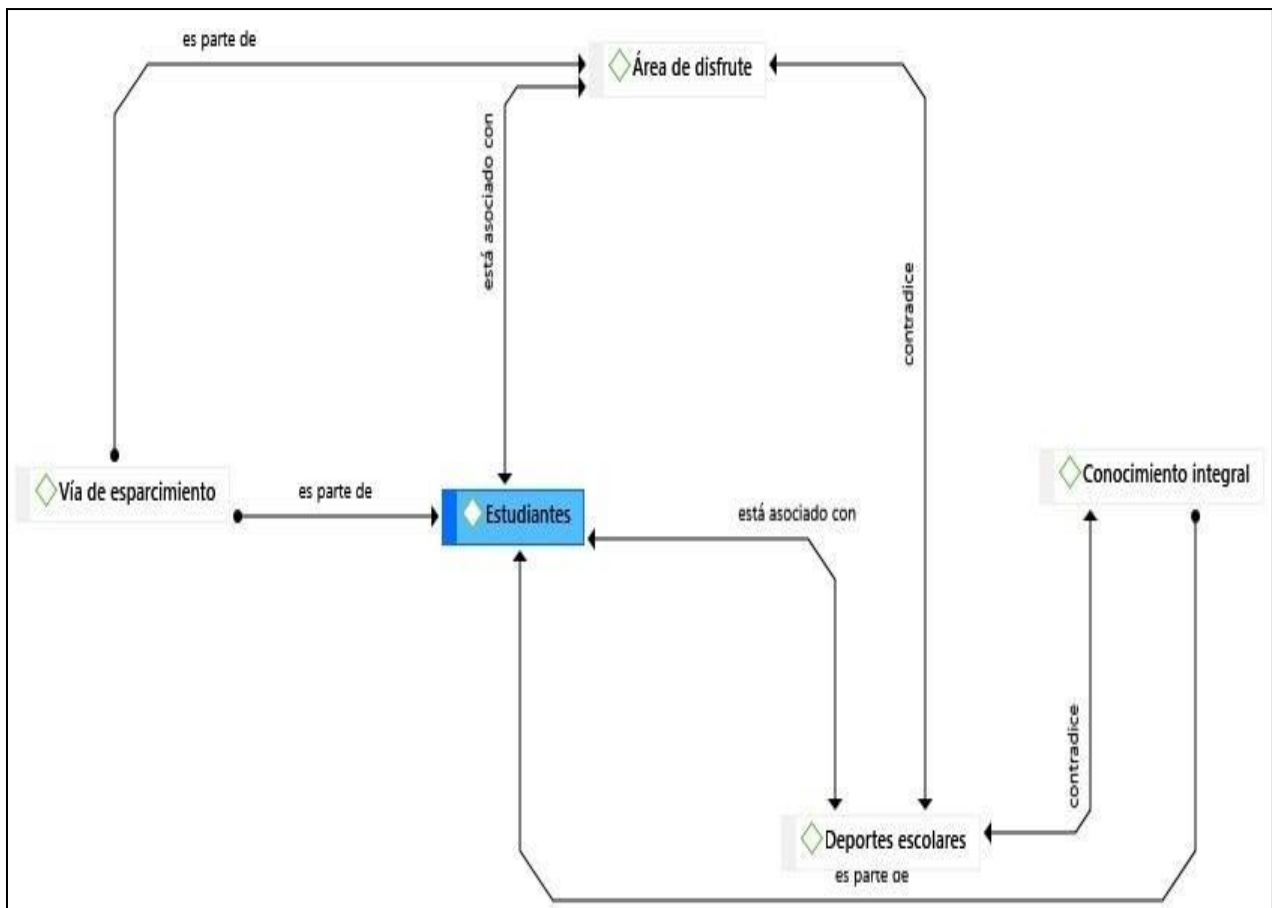 es parte de
Área de disfrute
está asociado con
contradice
Vía de esparcimiento
es parte de
Estudiantes
está asociado con
Conocimiento integral
contradice
Deportes escolares
es parte de